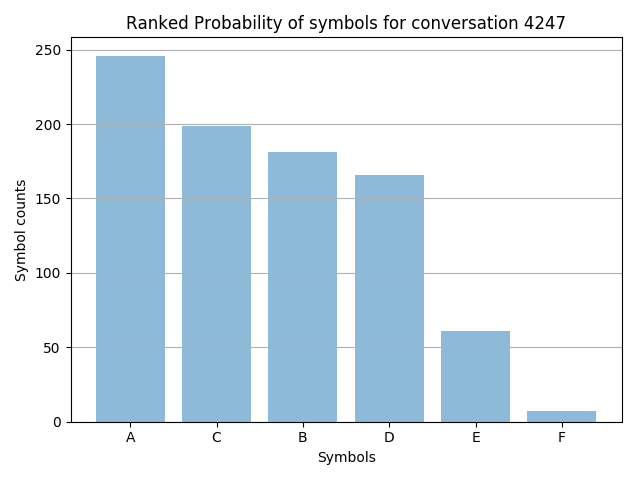 Ranked Probability of symbols for conversation 4247
250
200
150
100
50
0
Symbol counts
A C B D E F
Symbols